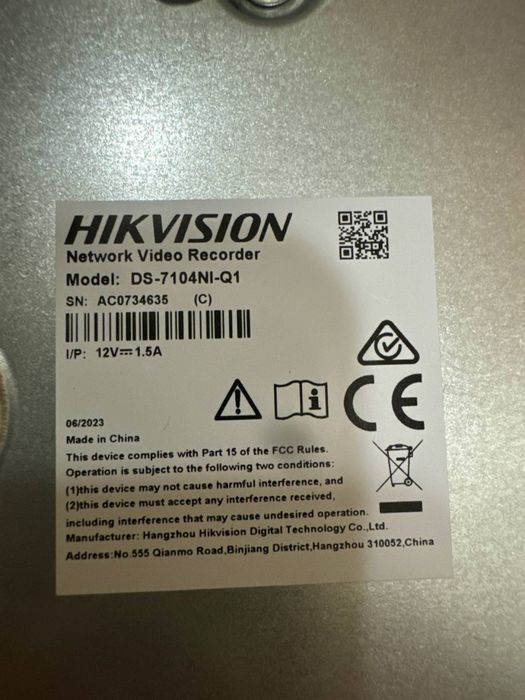 HIKVISION
Network Video Recorder
Model: DS-7104NI-Q1
SN: AC0734635 (C)
I/P: 12V⎓1.5A
CE
06/2023
Made in China
This device complies with Part 15 of the FCC Rules.
Operation is subject to the following two conditions:
(1)this device may not cause harmful interference, and
(2)this device must accept any interference received,
including interference that may cause undesired operation.
Manufacturer: Hangzhou Hikvision Digital Technology Co.,Ltd.
Address:No.555 Qianmo Road,Binjiang District,Hangzhou 310052,China